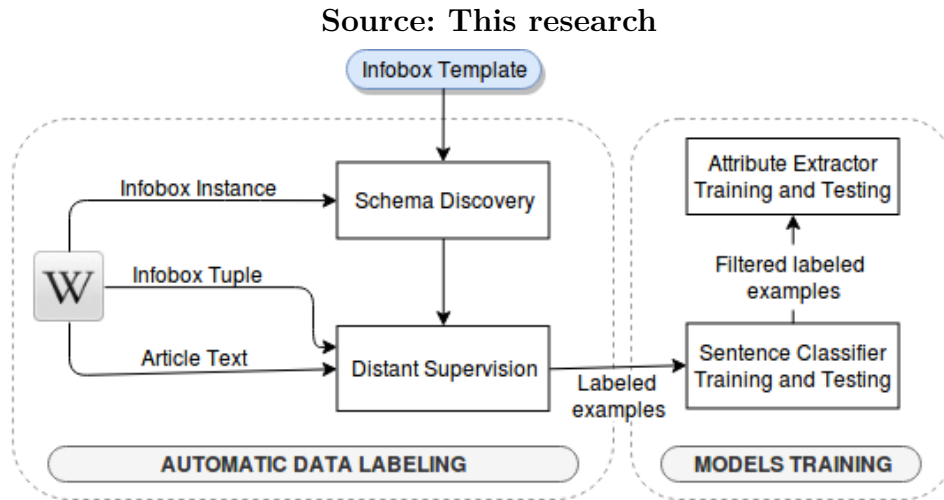 Source: This research
Infobox Template
Infobox Instance
Schema Discovery
W
Infobox Tuple
Article Text
Distant Supervision
Labeled
examples
Attribute Extractor
Training and Testing
Filtered labeled
examples
Sentence Classifier
Training and Testing
AUTOMATIC DATA LABELING
MODELS TRAINING